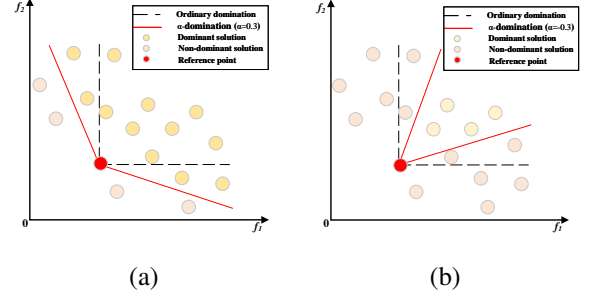 f₂
Ordinary domination
α-domination (α=0.3)
Dominant solution
Non-dominant solution
Reference point
0
f₁
(a)
f₂
Ordinary domination
α-domination (α=-0.3)
Dominant solution
Non-dominant solution
Reference point
0
f₁
(b)